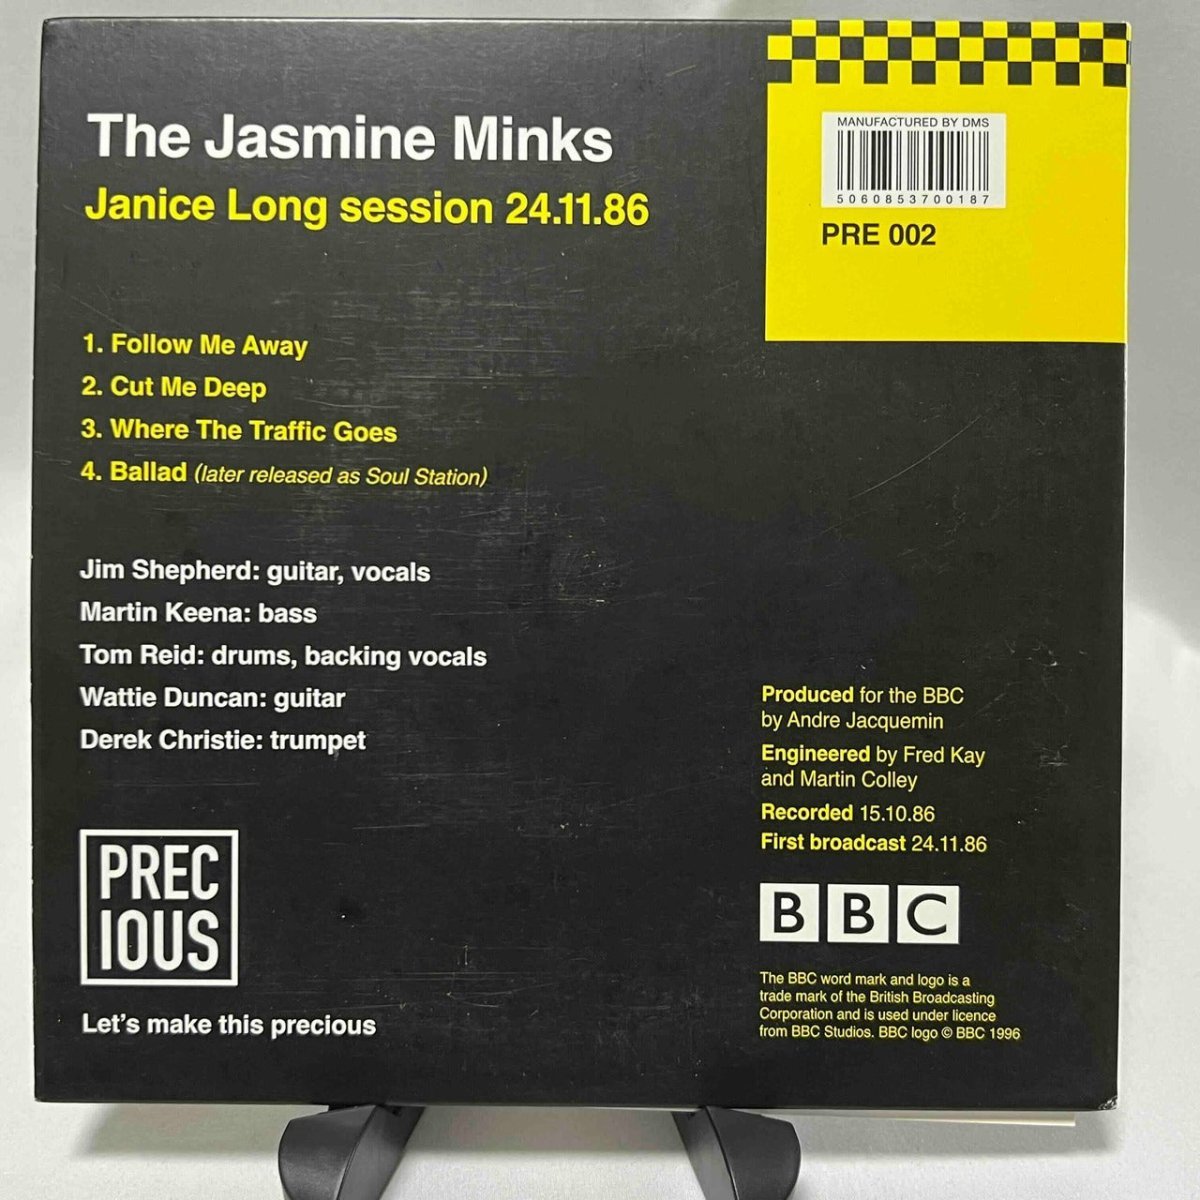 The Jasmine Minks
Janice Long session 24.11.86
MANUFACTURED BY DMS
5060853700187
PRE 002
1. Follow Me Away
2. Cut Me Deep
3. Where The Traffic Goes
4. Ballad (later released as Soul Station)
Jim Shepherd: guitar, vocals
Martin Keena: bass
Tom Reid: drums, backing vocals
Wattie Duncan: guitar
Derek Christie: trumpet
PREC
IOUS
Let's make this precious
Produced for the BBC
by Andre Jacquemin
Engineered by Fred Kay
and Martin Colley
Recorded 15.10.86
First broadcast 24.11.86
BBC
The BBC word mark and logo is a
trade mark of the British Broadcasting
Corporation and is used under licence
from BBC Studios. BBC logo © BBC 1996